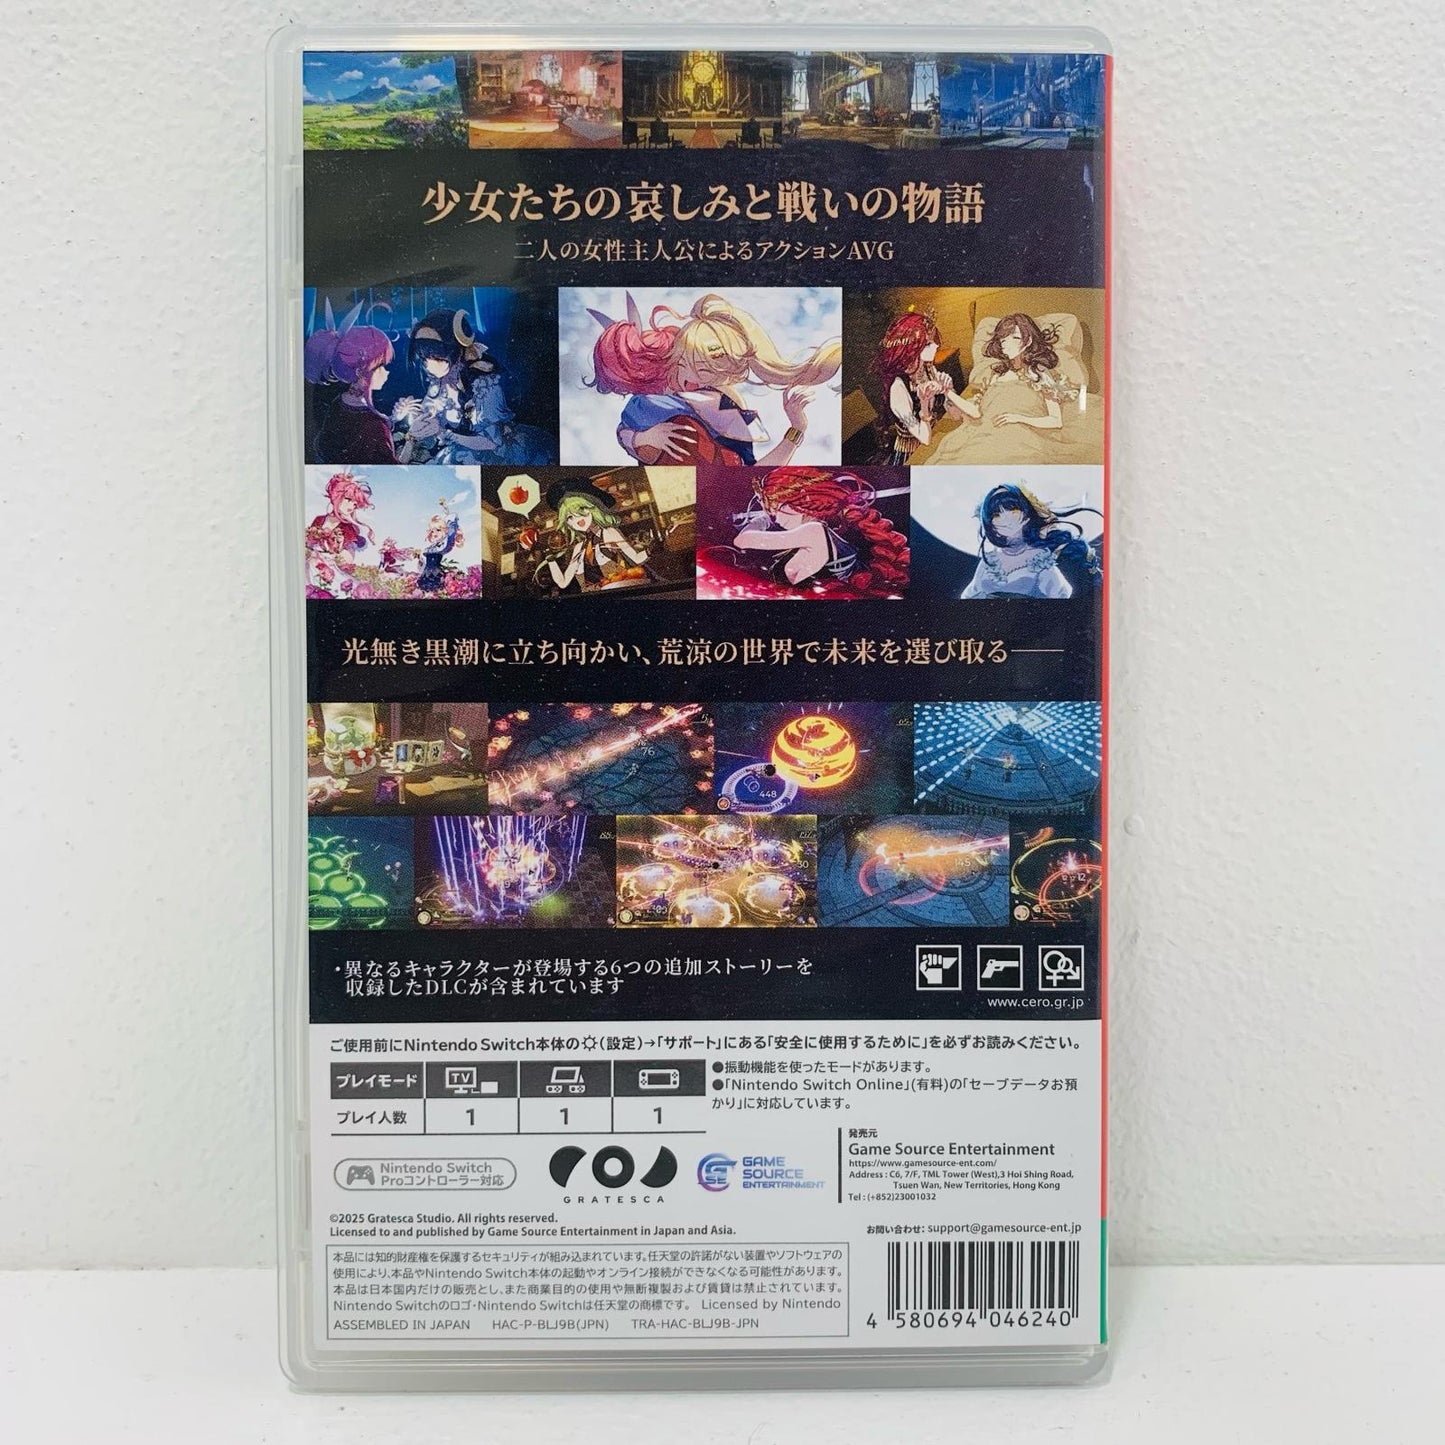 少女たちの哀しみと戦いの物語
二人の女性主人公によるアクションAVG
光無き黒潮に立ち向かい、荒涼の世界で未来を選び取る——
76
448
145
12
・異なるキャラクターが登場する6つの追加ストーリーを
収録したDLCが含まれています
www.cero.gr.jp
ご使用前にNintendo Switch本体の(設定)→「サポート」にある「安全に使用するために」を必ずお読みください。
プレイモード TV
プレイ人数 1 1 1
●振動機能を使ったモードがあります。
●「Nintendo Switch Online」(有料)の「セーブデータお預
かり」に対応しています。
Nintendo Switch
Proコントローラー対応
GRATESCA
GSE
GAME
SOURCE
ENTERTAINMENT
発売元
Game Source Entertainment
https://www.gamesource-ent.com/
Address : C6, 7/F, TML Tower (West),3 Hoi Shing Road,
Tsuen Wan, New Territories, Hong Kong
Tel : (+852)23001032
©2025 Gratesca Studio. All rights reserved.
Licensed to and published by Game Source Entertainment in Japan and Asia.
お問い合わせ: support@gamesource-ent.jp
本品には知的財産権を保護するセキュリティが組み込まれています。任天堂の許諾がない装置やソフトウェアの
使用により、本品やNintendo Switch本体の起動やオンライン接続ができなくなる可能性があります。
本品は日本国内だけの販売とし、また商業目的の使用や無断複製および賃貸は禁止されています。
Nintendo Switchのロゴ・Nintendo Switchは任天堂の商標です。 Licensed by Nintendo
ASSEMBLED IN JAPAN HAC-P-BLJ9B(JPN) TRA-HAC-BLJ9B-JPN
4 580694 046240